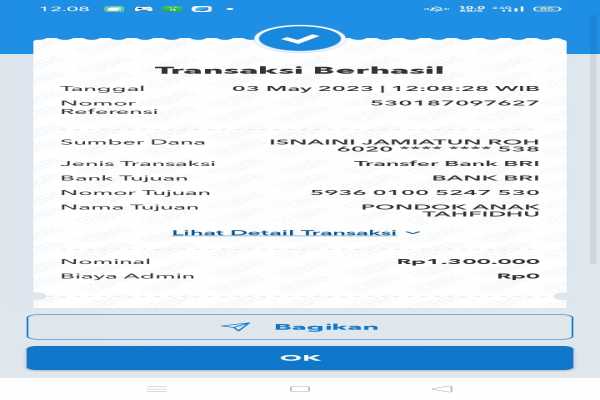 12.08
Transaksi Berhasil
Tanggal 03 May 2023 | 12:08:28 WIB
Nomor Referensi 530187097627
Sumber Dana ISNAINI JAMIATUN ROH
6020 **** **** 538
Jenis Transaksi Transfer Bank BRI
Bank Tujuan BANK BRI
Nomor Tujuan 5936 0100 5247 530
Nama Tujuan PONDOK ANAK
TAHFIDHU
Lihat Detail Transaksi
Nominal Rp1.300.000
Biaya Admin Rp0
Bagikan
OK